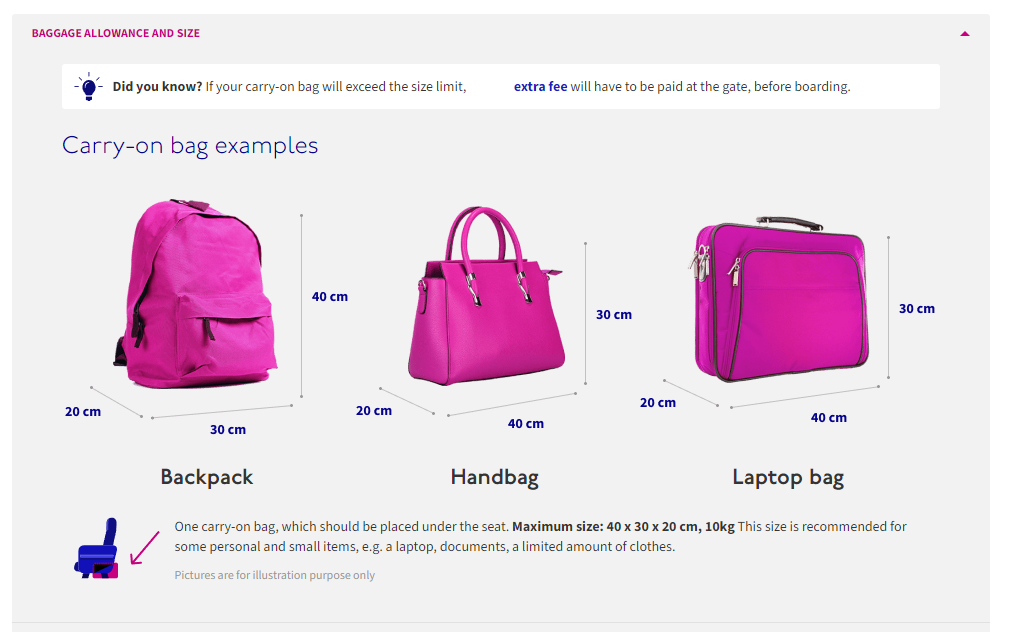 BAGGAGE ALLOWANCE AND SIZE
Did you know? If your carry-on bag will exceed the size limit, extra fee will have to be paid at the gate, before boarding.
Carry-on bag examples
40 cm
20 cm
30 cm
30 cm
20 cm
40 cm
30 cm
20 cm
40 cm
Backpack
Handbag
Laptop bag
One carry-on bag, which should be placed under the seat. Maximum size: 40 x 30 x 20 cm, 10kg This size is recommended for
some personal and small items, e.g. a laptop, documents, a limited amount of clothes.
Pictures are for illustration purpose only